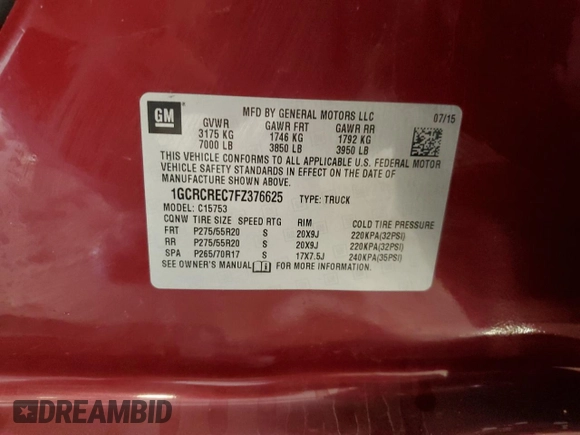 GM
MFD BY GENERAL MOTORS LLC 07/15
GVWR GAWR FRT GAWR RR
3175 KG 1746 KG 1792 KG
7000 LB 3850 LB 3950 LB
THIS VEHICLE CONFORMS TO ALL APPLICABLE U.S. FEDERAL MOTOR
VEHICLE SAFETY STANDARDS IN EFFECT ON THE DATE OF
MANUFACTURE SHOWN ABOVE.
1GCRCREC7FZ376625 TYPE: TRUCK
MODEL: C15753
CQNW TIRE SIZE SPEED RTG RIM COLD TIRE PRESSURE
FRT P275/55R20 S 20X9J 220KPA(32PSI)
RR P275/55R20 S 20X9J 220KPA(32PSI)
SPA P265/70R17 S 17X7.5J 240KPA(35PSI)
SEE OWNER'S MANUAL FOR MORE INFORMATION.
DREAMBID